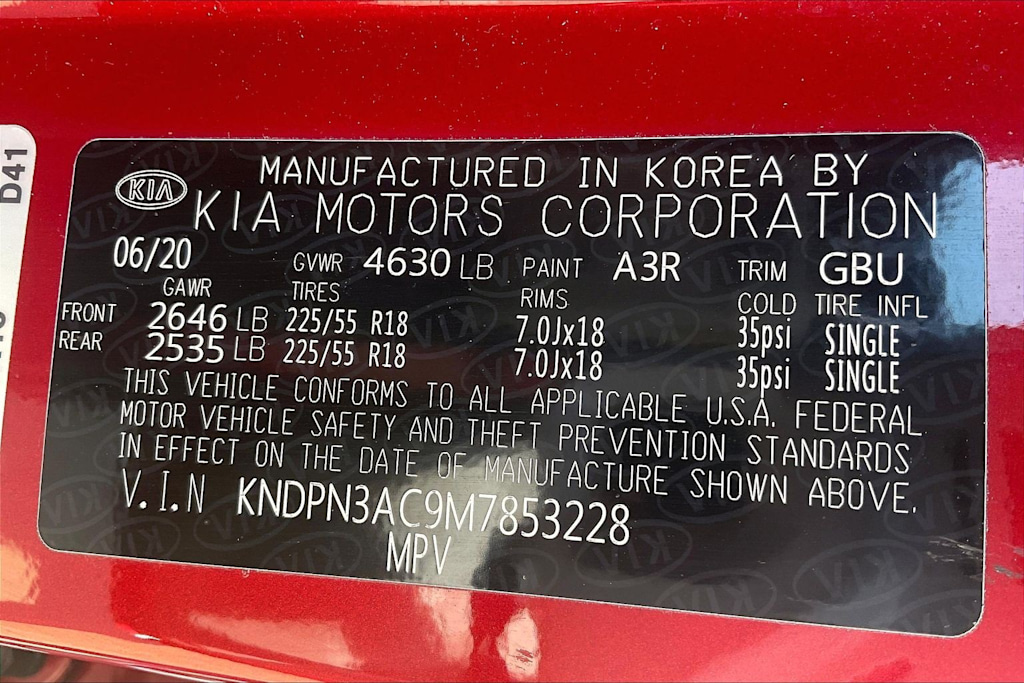 D41
KIA
MANUFACTURED IN KOREA BY
KIA MOTORS CORPORATION
06/20 GVWR 4630 LB PAINT A3R TRIM GBU
GAWR TIRES RIMS COLD TIRE INFL
FRONT 2646 LB 225/55 R18 7.0Jx18 35psi SINGLE
REAR 2535 LB 225/55 R18 7.0Jx18 35psi SINGLE
THIS VEHICLE CONFORMS TO ALL APPLICABLE U.S.A. FEDERAL
MOTOR VEHICLE SAFETY AND THEFT PREVENTION STANDARDS
IN EFFECT ON THE DATE OF MANUFACTURE SHOWN ABOVE.
V.I.N KNDPN3AC9M7853228
MPV